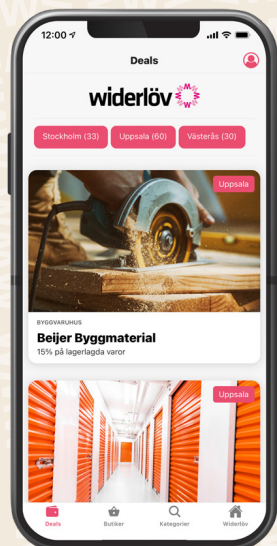 12:00
Deals
widerlöv
Stockholm (33)
Uppsala (60)
Västerås (30)
Uppsala
BYGGVARUHUS
Beijer Byggmaterial
15% på lagerlagda varor
Uppsala
Deals
Butiker
Kategorier
Widerlöv